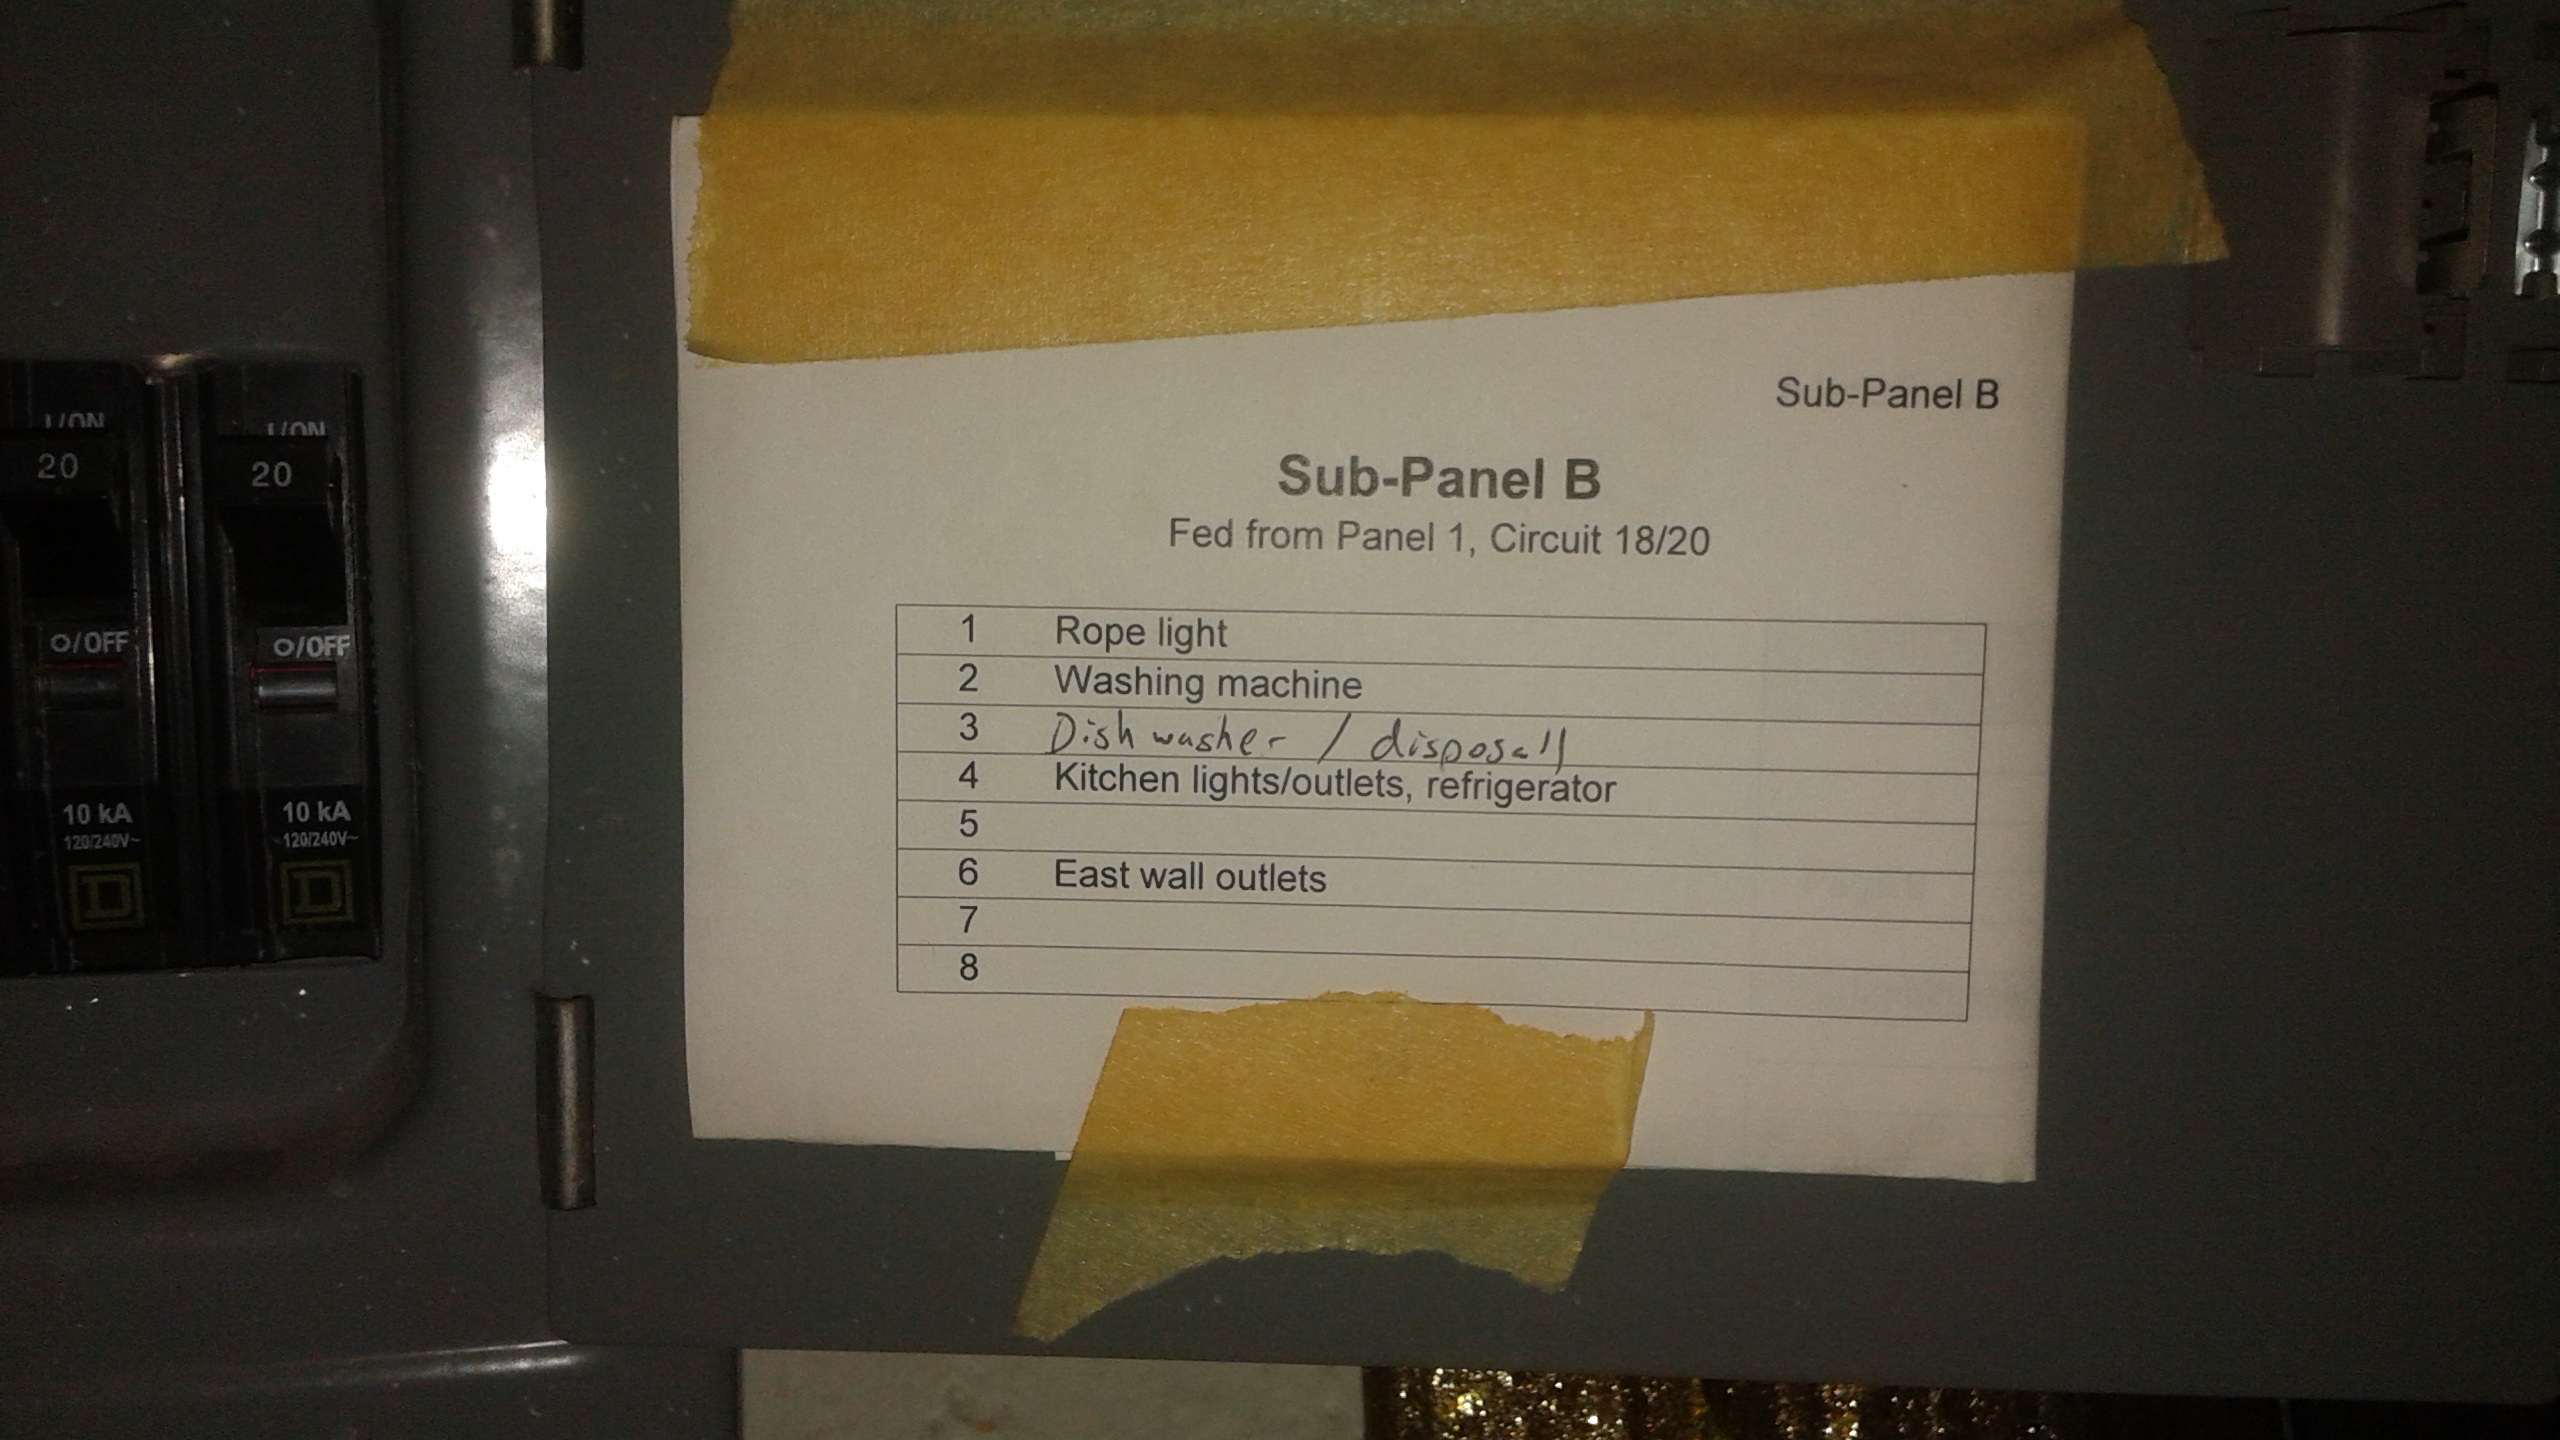 Sub-Panel B
Sub-Panel B
Fed from Panel 1, Circuit 18/20
1 Rope light
2 Washing machine
3 Dishwasher / disposall
4 Kitchen lights/outlets, refrigerator
5
6 East wall outlets
7
8
I/ON I/ON
20 20
O/OFF O/OFF
10 kA 10 kA
120/240V~ 120/240V~
D D